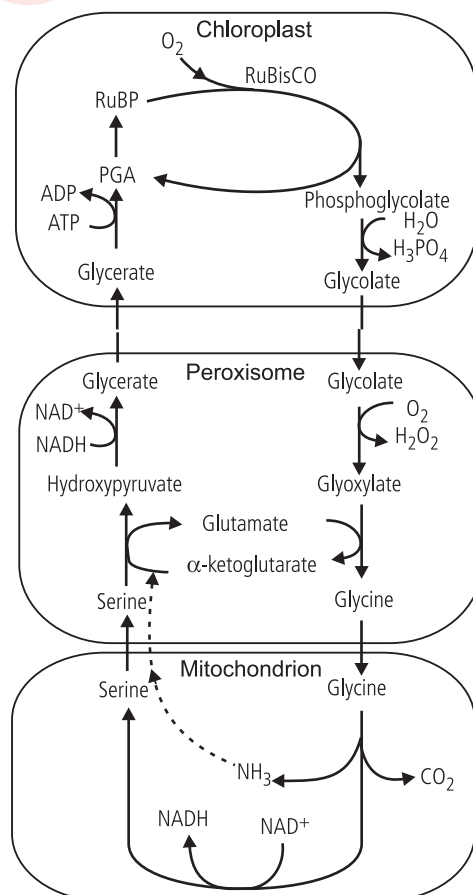 Chloroplast
O2
RuBisCO
RuBP
PGA
ADP
ATP
Phosphoglycolate
H2O
H3PO4
Glycerate
Glycolate
Peroxisome
Glycerate
Glycolate
NAD+
NADH
O2
H2O2
Hydroxypyruvate
Glyoxylate
Glutamate
α-ketoglutarate
Serine
Glycine
Mitochondrion
Serine
Glycine
NH3
CO2
NADH
NAD+